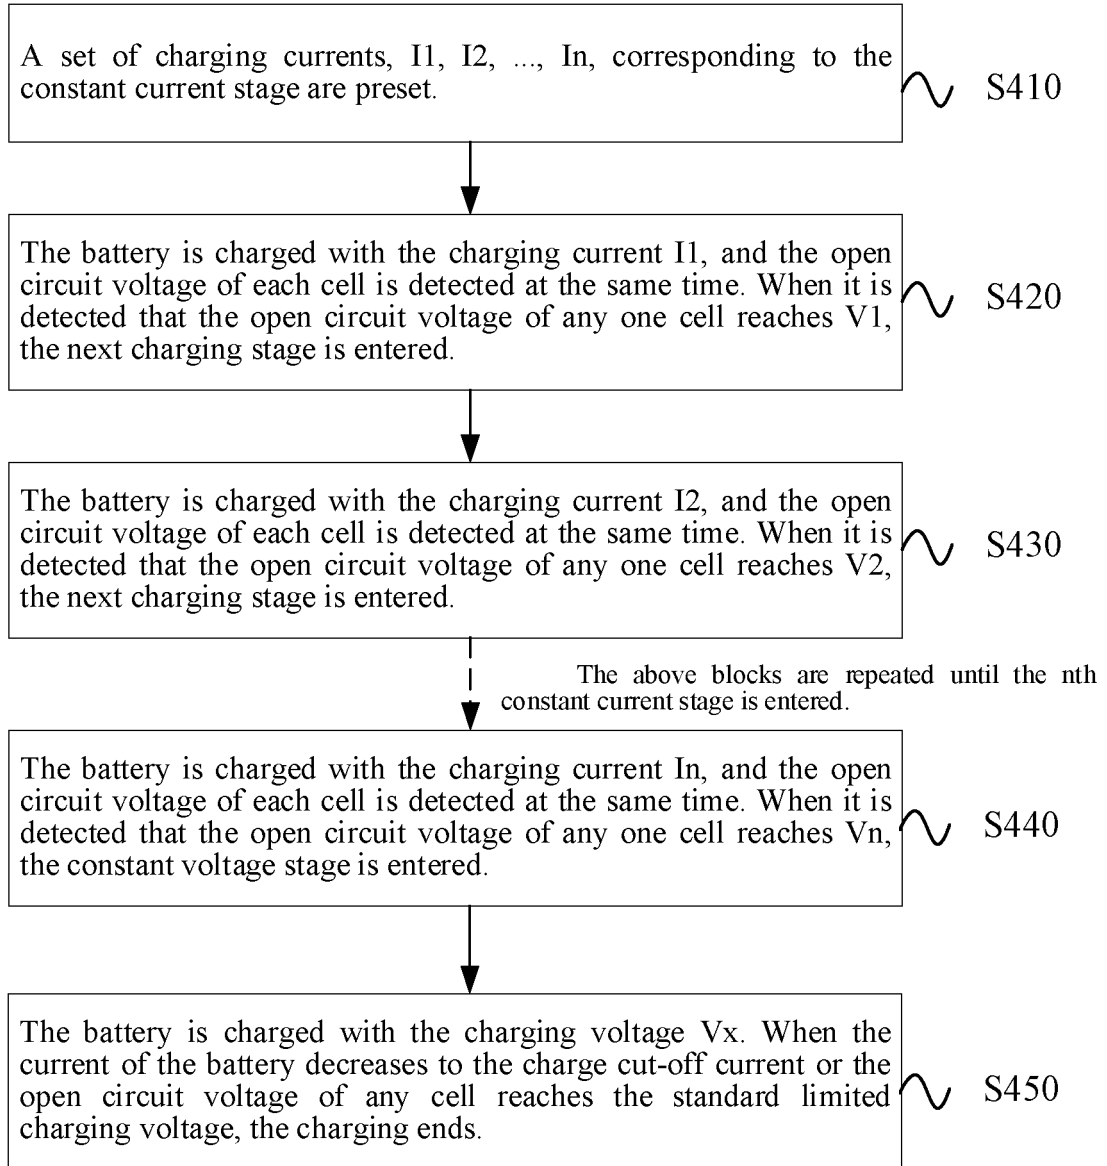 A set of charging currents, I1, I2, ..., In, corresponding to the
constant current stage are preset.
S410
The battery is charged with the charging current I1, and the open
circuit voltage of each cell is detected at the same time. When it is
detected that the open circuit voltage of any one cell reaches V1,
the next charging stage is entered.
S420
The battery is charged with the charging current I2, and the open
circuit voltage of each cell is detected at the same time. When it is
detected that the open circuit voltage of any one cell reaches V2,
the next charging stage is entered.
S430
The above blocks are repeated until the nth
constant current stage is entered.
The battery is charged with the charging current In, and the open
circuit voltage of each cell is detected at the same time. When it is
detected that the open circuit voltage of any one cell reaches Vn,
the constant voltage stage is entered.
S440
The battery is charged with the charging voltage Vx. When the
current of the battery decreases to the charge cut-off current or the
open circuit voltage of any cell reaches the standard limited
charging voltage, the charging ends.
S450